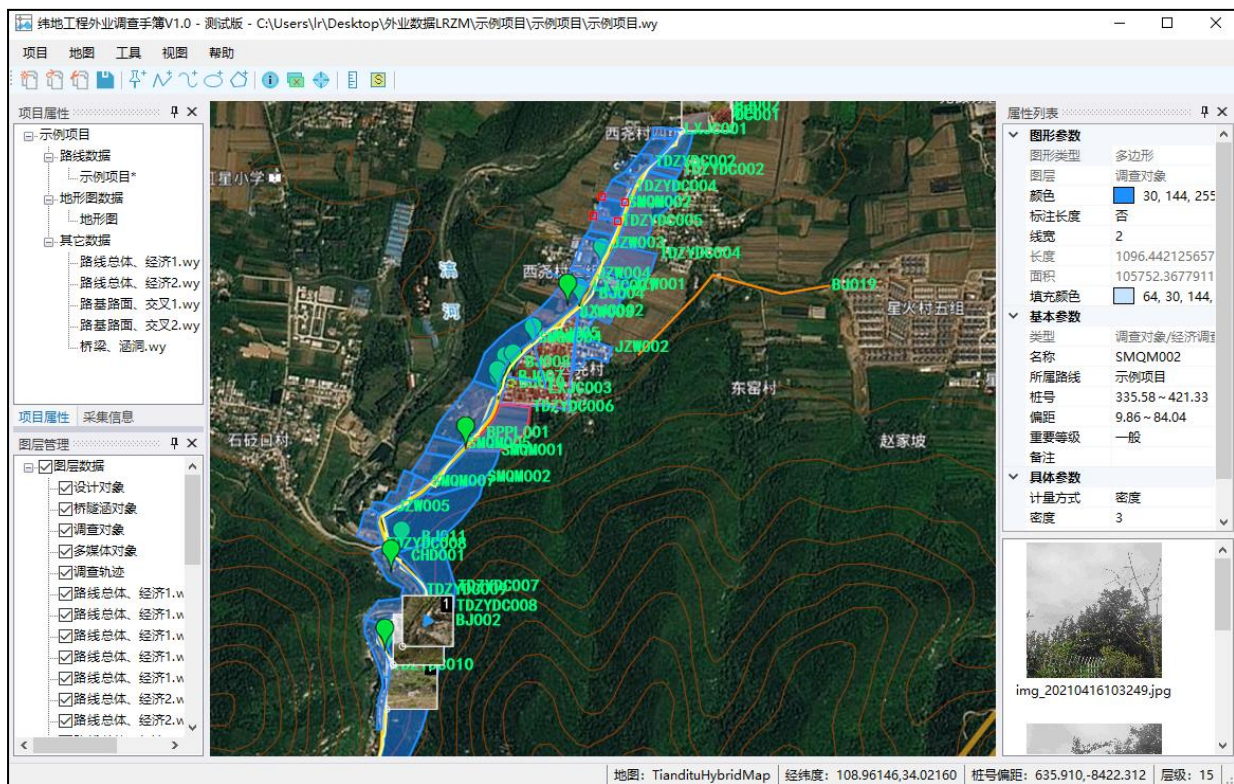 纬地工程外业调查手簿V1.0 - 测试版 - C:\Users\lr\Desktop\外业数据LRZM\示例项目\示例项目\示例项目.wy
项目 地图 工具 视图 帮助
项目属性
示例项目
路线数据
示例项目*
地形图数据
地形图
其它数据
路线总体、经济1.wy
路线总体、经济2.wy
路基路面、交叉1.wy
路基路面、交叉2.wy
桥梁、涵洞.wy
项目属性 采集信息
图层管理
图层数据
设计对象
桥隧涵对象
调查对象
多媒体对象
调查轨迹
路线总体、经济1.w
路线总体、经济1.w
路线总体、经济1.w
路线总体、经济1.w
路线总体、经济1.w
路线总体、经济2.w
路线总体、经济2.w
LXJC001
TDZYDC002
TDZYDC002
TDZYDC004
SMQM002
TDZYDC005
JZW003
TDZYDC004
JZW004
BJ004
BJ019
JZW002
星火村五组
东窑村
赵家坡
滈河
石砭口村
红星小学
LXJC003
TDZYDC006
BPPL001
SMQM001
SMQM002
SMQM007
JZW005
BJ011
CHD001
TDZYDC007
TDZYDC008
BJ002
1
属性列表
图形参数
图形类型 多边形
图层 调查对象
颜色 30, 144, 255
标注长度 否
线宽 2
长度 1096.442125657
面积 105752.3677911
填充颜色 64, 30, 144,
基本参数
类型 调查对象/经济调查
名称 SMQM002
所属路线 示例项目
桩号 335.58~421.33
偏距 9.86~84.04
重要等级 一般
备注
具体参数
计量方式 密度
密度 3
img_20210416103249.jpg
地图：TiandituHybridMap 经纬度：108.96146,34.02160 桩号偏距：635.910,-8422.312 层级：15